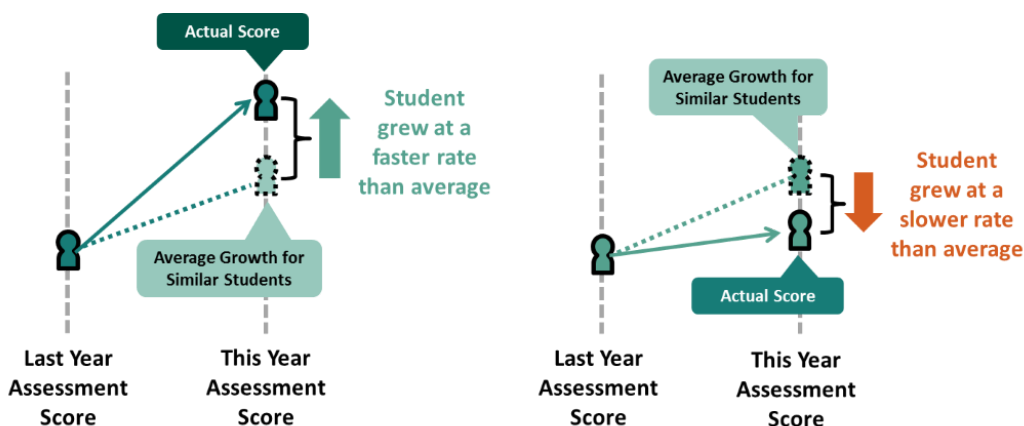 Actual Score
Student
grew at a
faster rate
than average
Average Growth for
Similar Students
Last Year
Assessment
Score
This Year
Assessment
Score
Average Growth for
Similar Students
Student
grew at a
slower rate
than average
Actual Score
Last Year
Assessment
Score
This Year
Assessment
Score